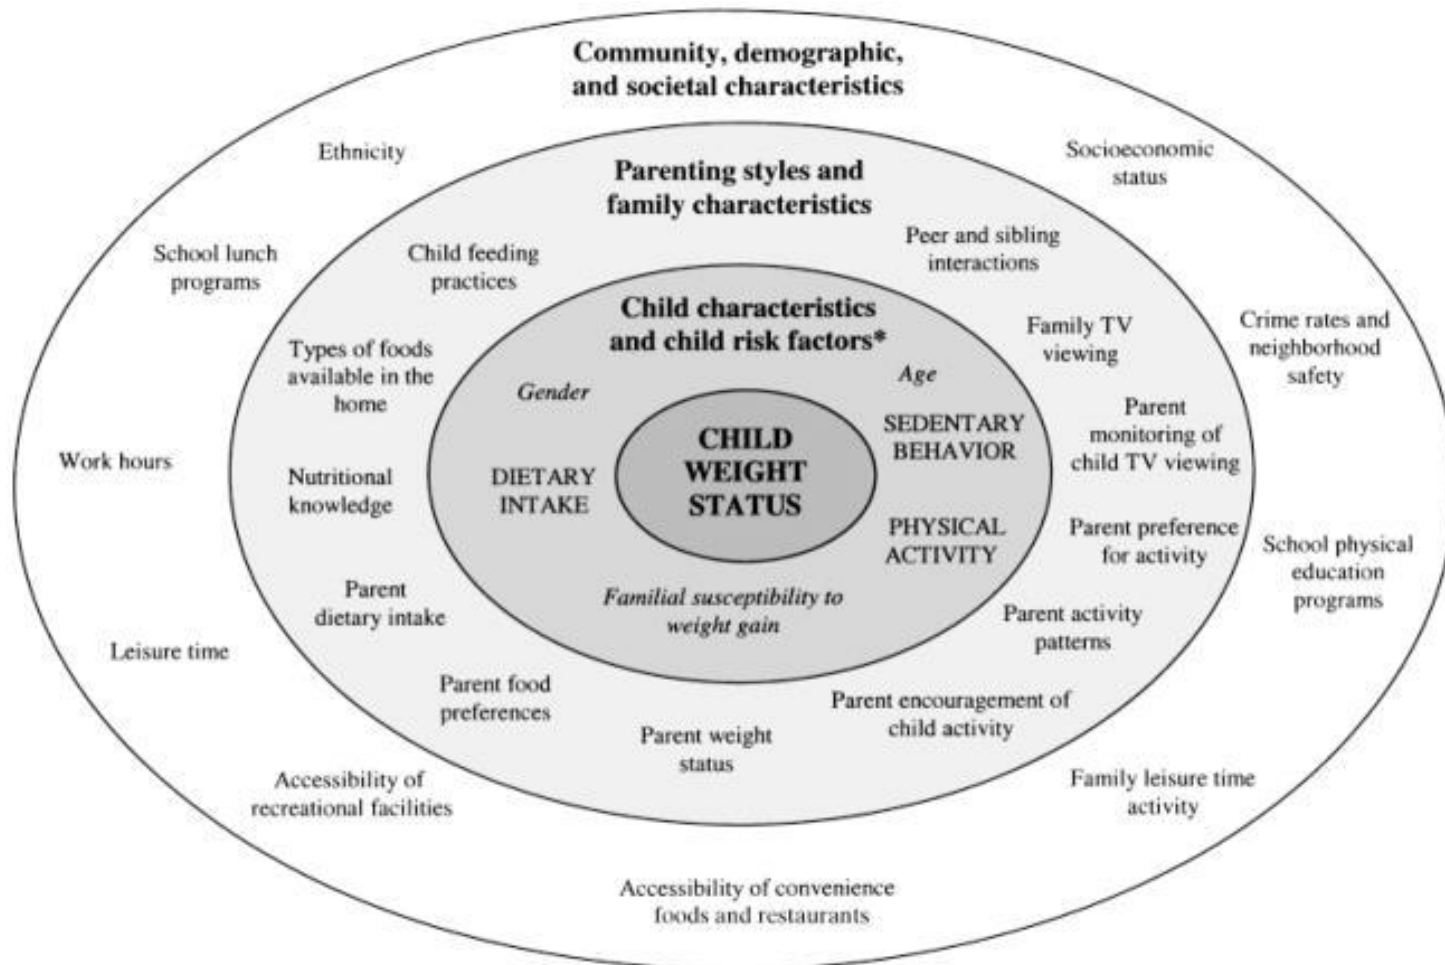 Community, demographic,
and societal characteristics
Ethnicity
Socioeconomic
status
Parenting styles and
family characteristics
School lunch
programs
Child feeding
practices
Peer and sibling
interactions
Child characteristics
and child risk factors*
Types of foods
available in the
home
Family TV
viewing
Crime rates and
neighborhood
safety
Gender
Age
Work hours
Nutritional
knowledge
DIETARY
INTAKE
CHILD
WEIGHT
STATUS
SEDENTARY
BEHAVIOR
Parent
monitoring of
child TV viewing
PHYSICAL
ACTIVITY
Parent preference
for activity
School physical
education
programs
Parent
dietary intake
Familial susceptibility to
weight gain
Parent activity
patterns
Leisure time
Parent food
preferences
Parent weight
status
Parent encouragement of
child activity
Accessibility of
recreational facilities
Family leisure time
activity
Accessibility of convenience
foods and restaurants